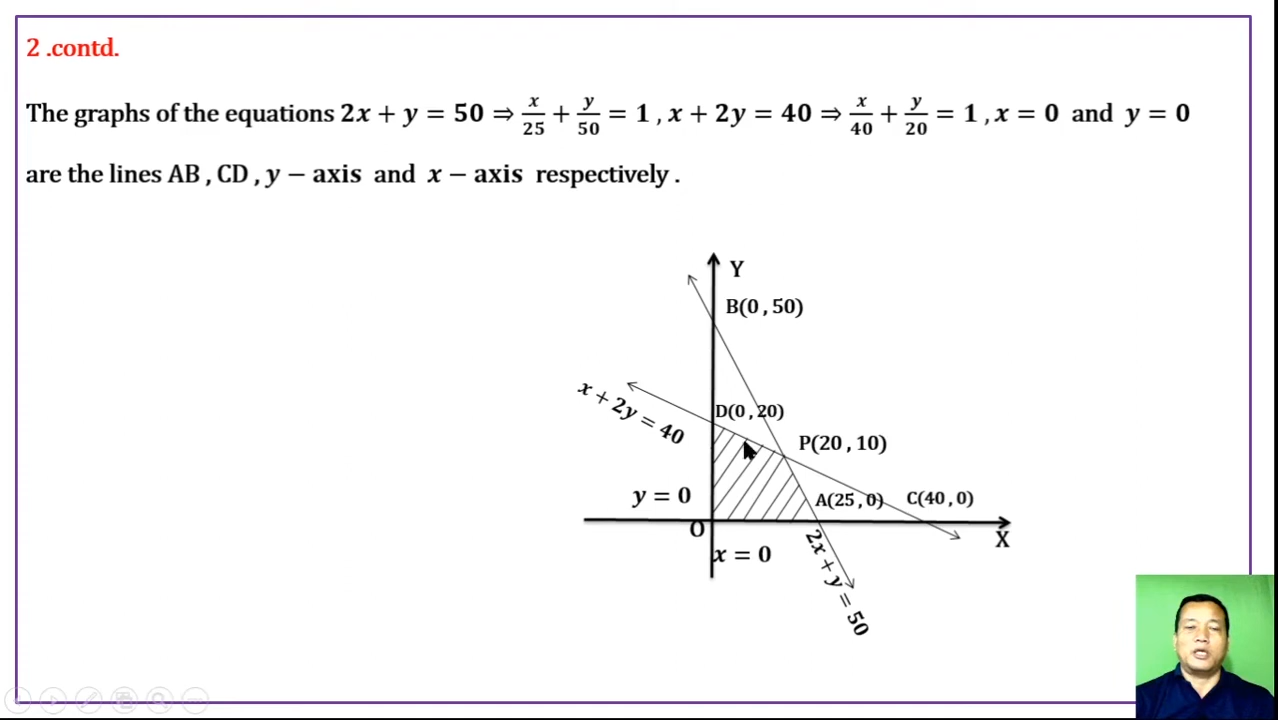 2 .contd.
The graphs of the equations 2x + y = 50 ⇒ x/25 + y/50 = 1 , x + 2y = 40 ⇒ x/40 + y/20 = 1 , x = 0 and y = 0
are the lines AB , CD , y − axis and x − axis respectively .
Y
B(0 , 50)
x + 2y = 40
D(0 , 20)
P(20 , 10)
y = 0
A(25 , 0)
C(40 , 0)
O
X
x = 0
2x + y = 50